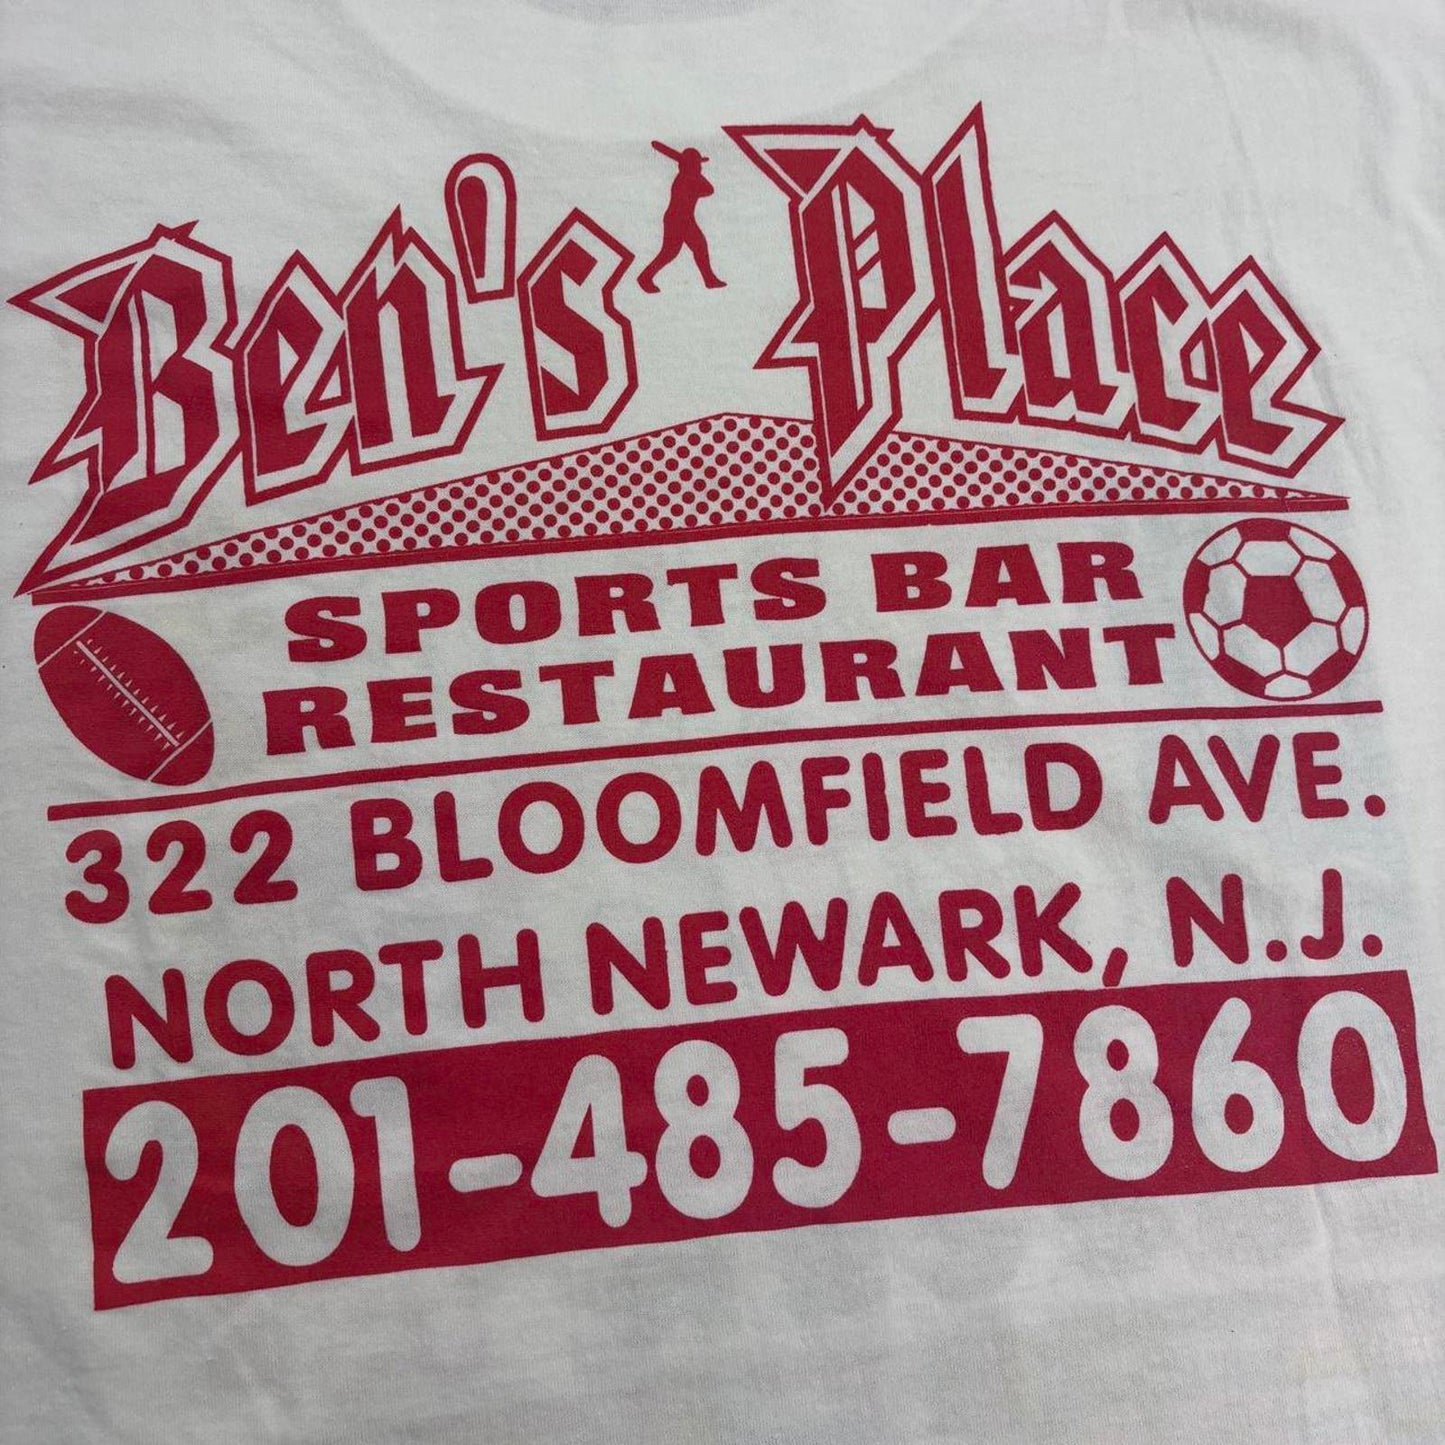 Ben's Place
SPORTS BAR
RESTAURANT
322 BLOOMFIELD AVE.
NORTH NEWARK, N.J.
201-485-7860